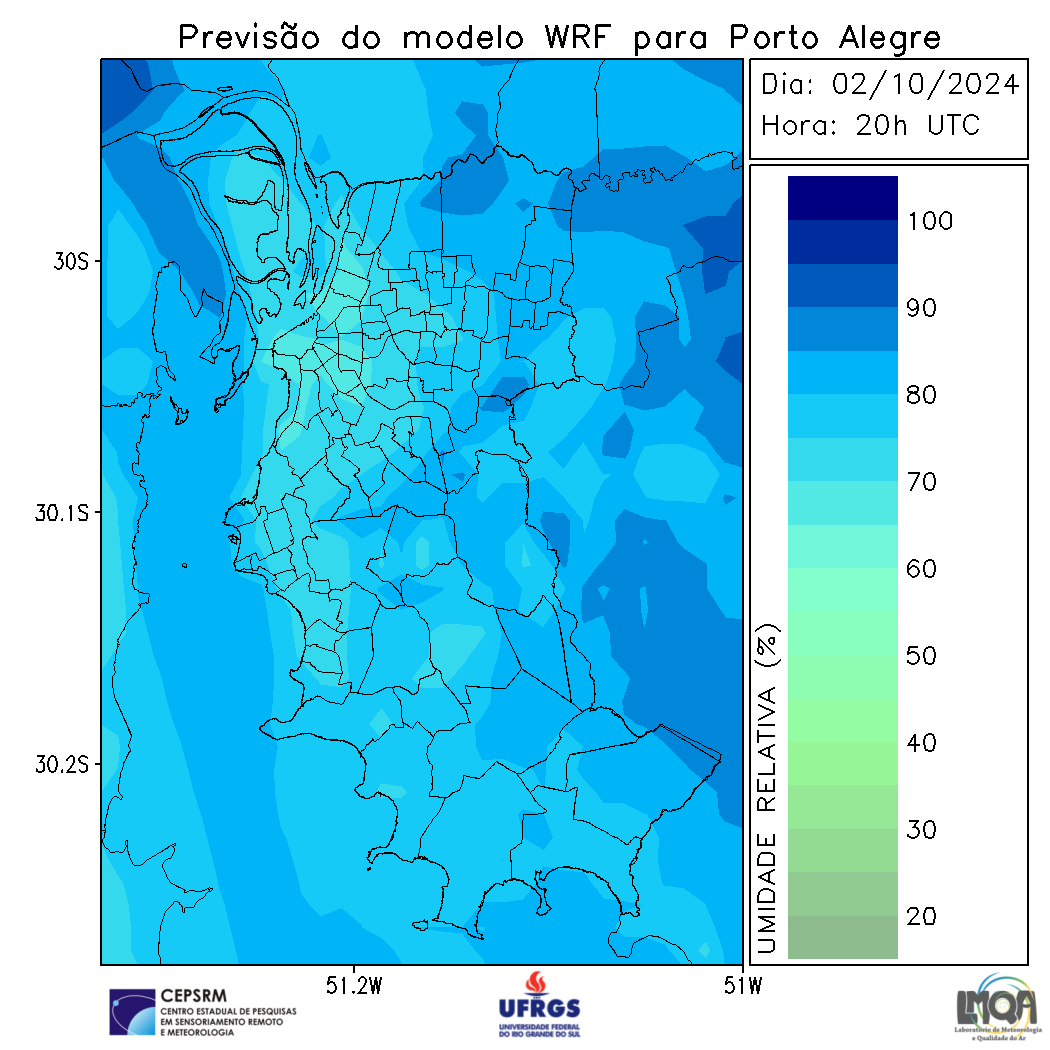 Previsão do modelo WRF para Porto Alegre
Dia: 02/10/2024
Hora: 20h UTC
100
90
80
70
60
50
40
30
20
UMIDADE RELATIVA (%)
30S
30.1S
30.2S
51.2W
51W
CEPSRM
CENTRO ESTADUAL DE PESQUISAS
EM SENSORIAMENTO REMOTO
E METEOROLOGIA
UFRGS
UNIVERSIDADE FEDERAL
DO RIO GRANDE DO SUL
LMQA
Laboratório de Meteorologia
e Qualidade do Ar